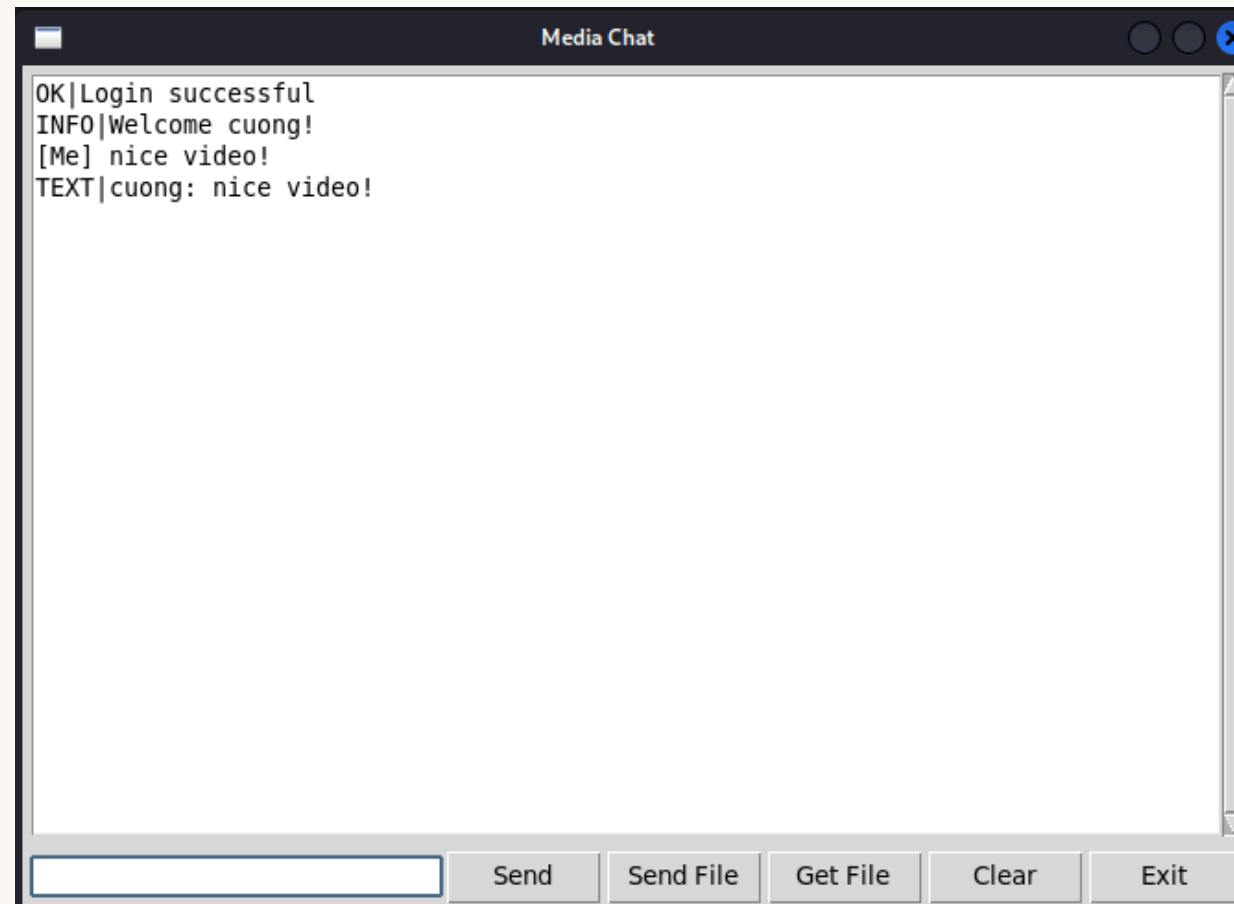 Media Chat
OK|Login successful
INFO|Welcome cuong!
[Me] nice video!
TEXT|cuong: nice video!
Send Send File Get File Clear Exit